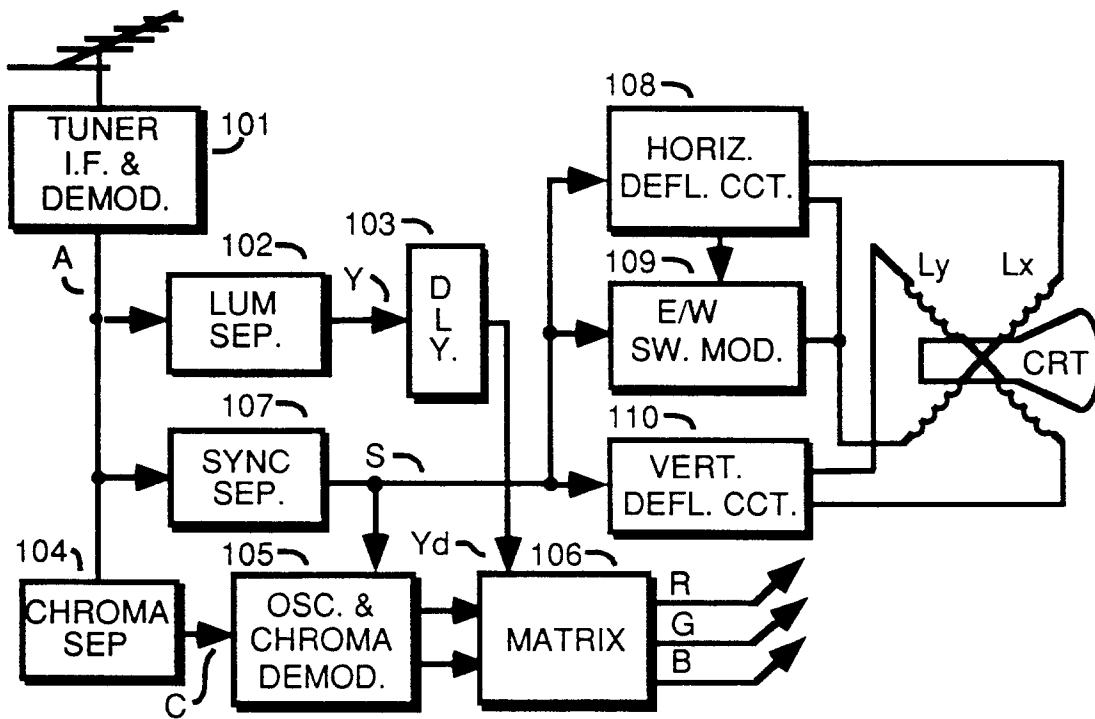 101
TUNER
I.F. &
DEMOD.
A
102
LUM
SEP.
Y
103
D
L
Y.
107
SYNC
SEP.
S
104
CHROMA
SEP
C
105
OSC. &
CHROMA
DEMOD.
Yd
106
MATRIX
R
G
B
108
HORIZ.
DEFL. CCT.
109
E/W
SW. MOD.
110
VERT.
DEFL. CCT.
Ly
Lx
CRT